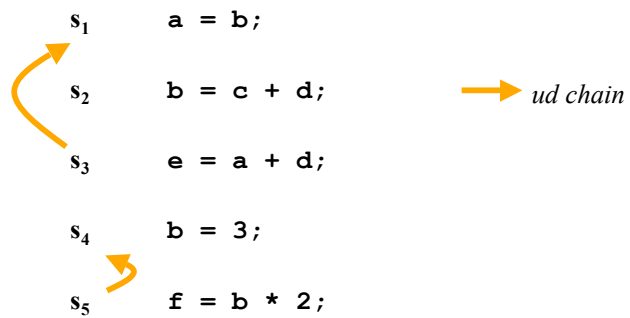 s1 a = b;
s2 b = c + d;
ud chain
s3 e = a + d;
s4 b = 3;
s5 f = b * 2;